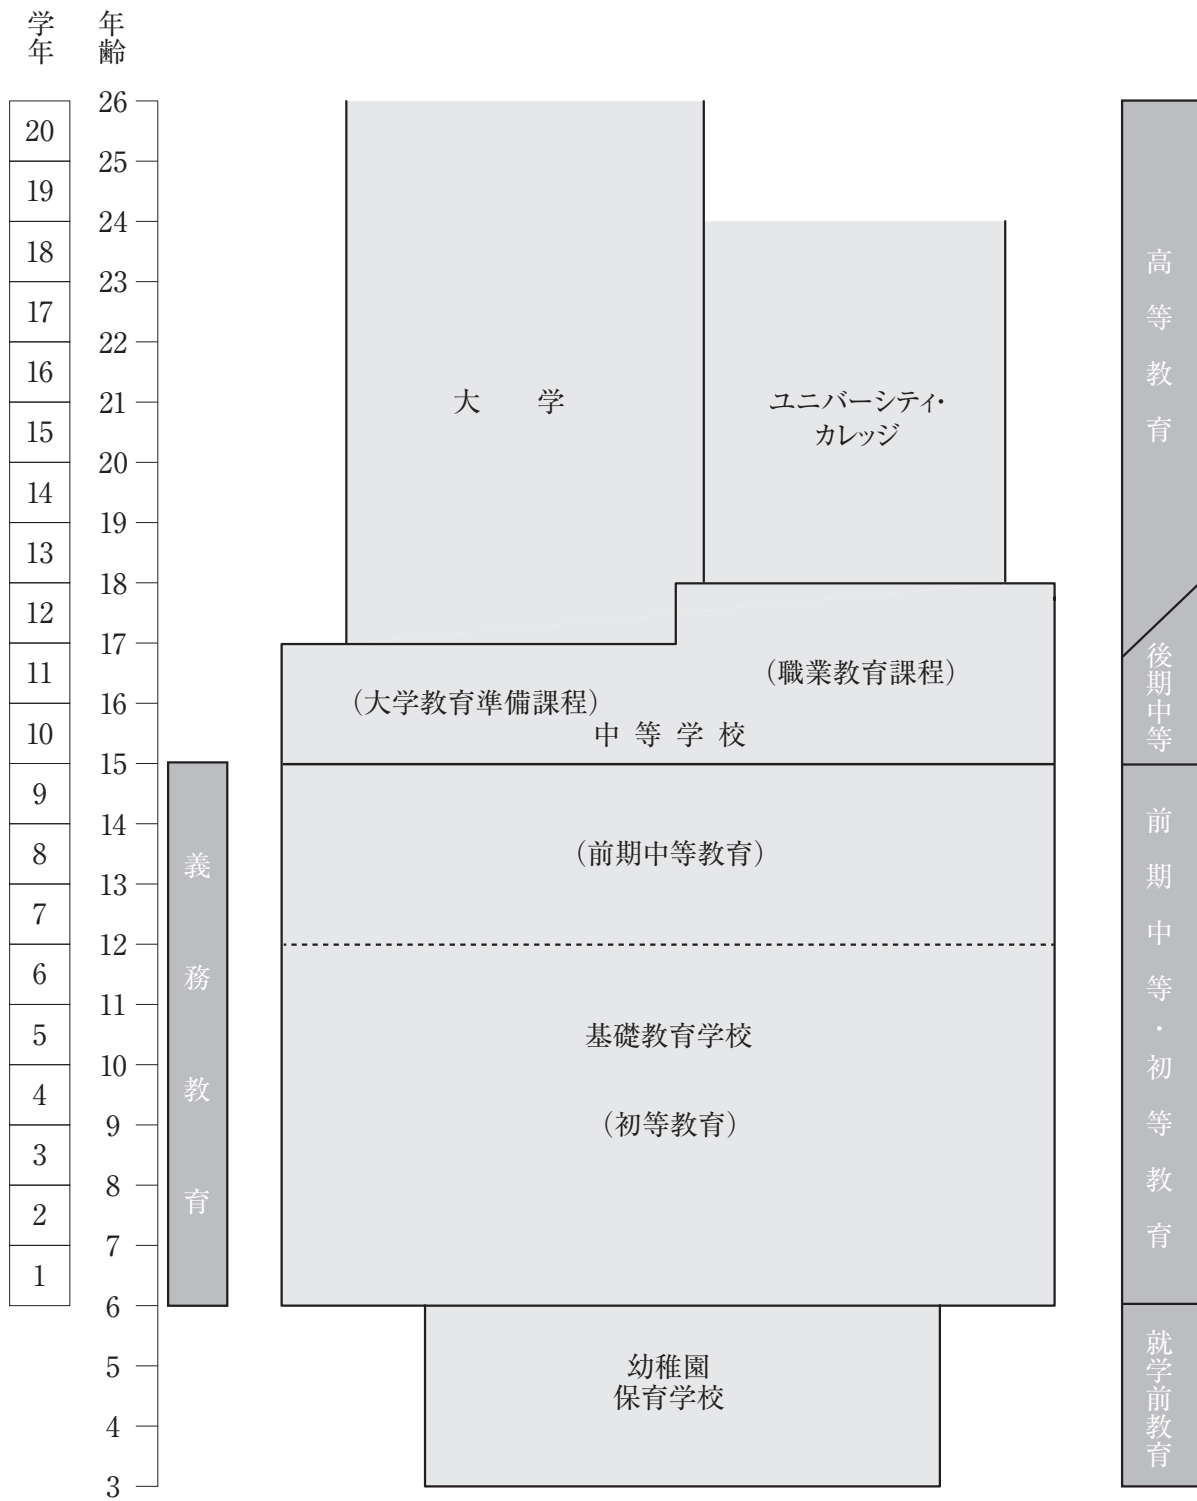 学年
年齢
26
20
25
19
24
18
23
17
22
16
21
15
20
14
19
13
18
12
17
11
16
10
15
9
14
8
13
7
12
6
11
5
10
4
9
3
8
2
7
1
6
5
4
3
義務教育
大 学
ユニバーシティ・
カレッジ
(職業教育課程)
(大学教育準備課程)
中等学校
(前期中等教育)
基礎教育学校
(初等教育)
幼稚園
保育学校
高等教育
後期中等
前期中等・初等教育
就学前教育